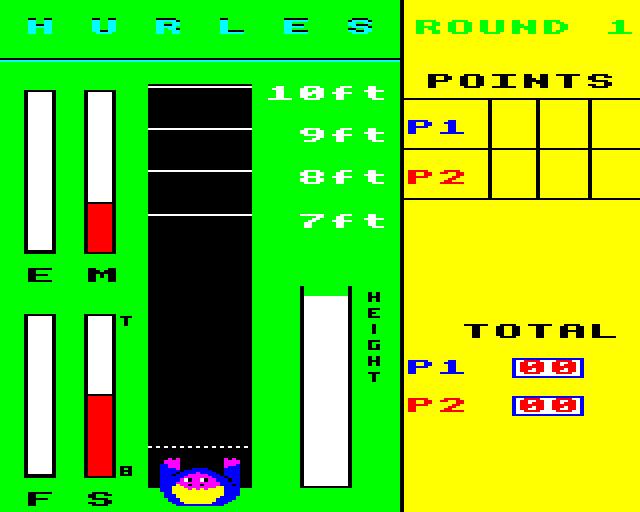 H U R L E S
ROUND 1
POINTS
P1
P2
10ft
9ft
8ft
7ft
E M
HEIGHT
T
B
F S
TOTAL
P1 00
P2 00